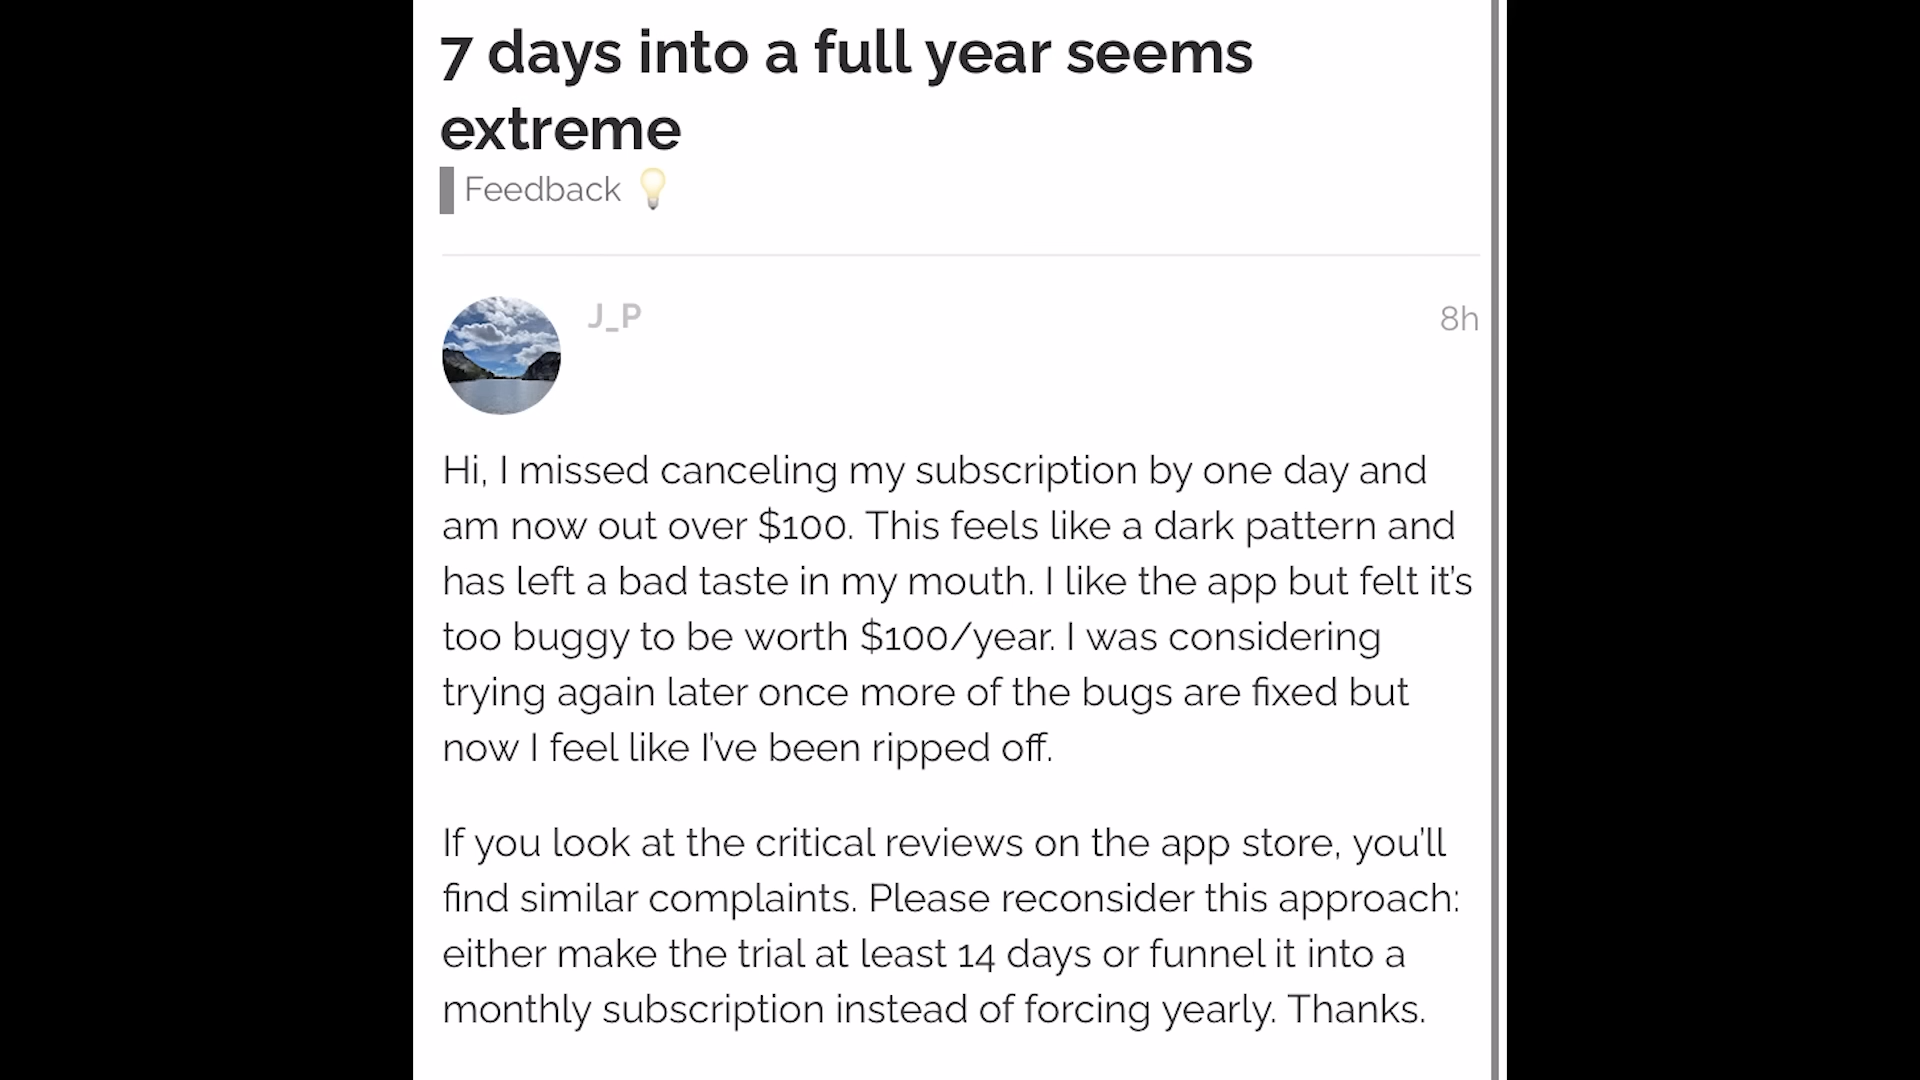 7 days into a full year seems
extreme
Feedback
J_P
8h
Hi, I missed canceling my subscription by one day and
am now out over $100. This feels like a dark pattern and
has left a bad taste in my mouth. I like the app but felt it’s
too buggy to be worth $100/year. I was considering
trying again later once more of the bugs are fixed but
now I feel like I’ve been ripped off.
If you look at the critical reviews on the app store, you’ll
find similar complaints. Please reconsider this approach:
either make the trial at least 14 days or funnel it into a
monthly subscription instead of forcing yearly. Thanks.